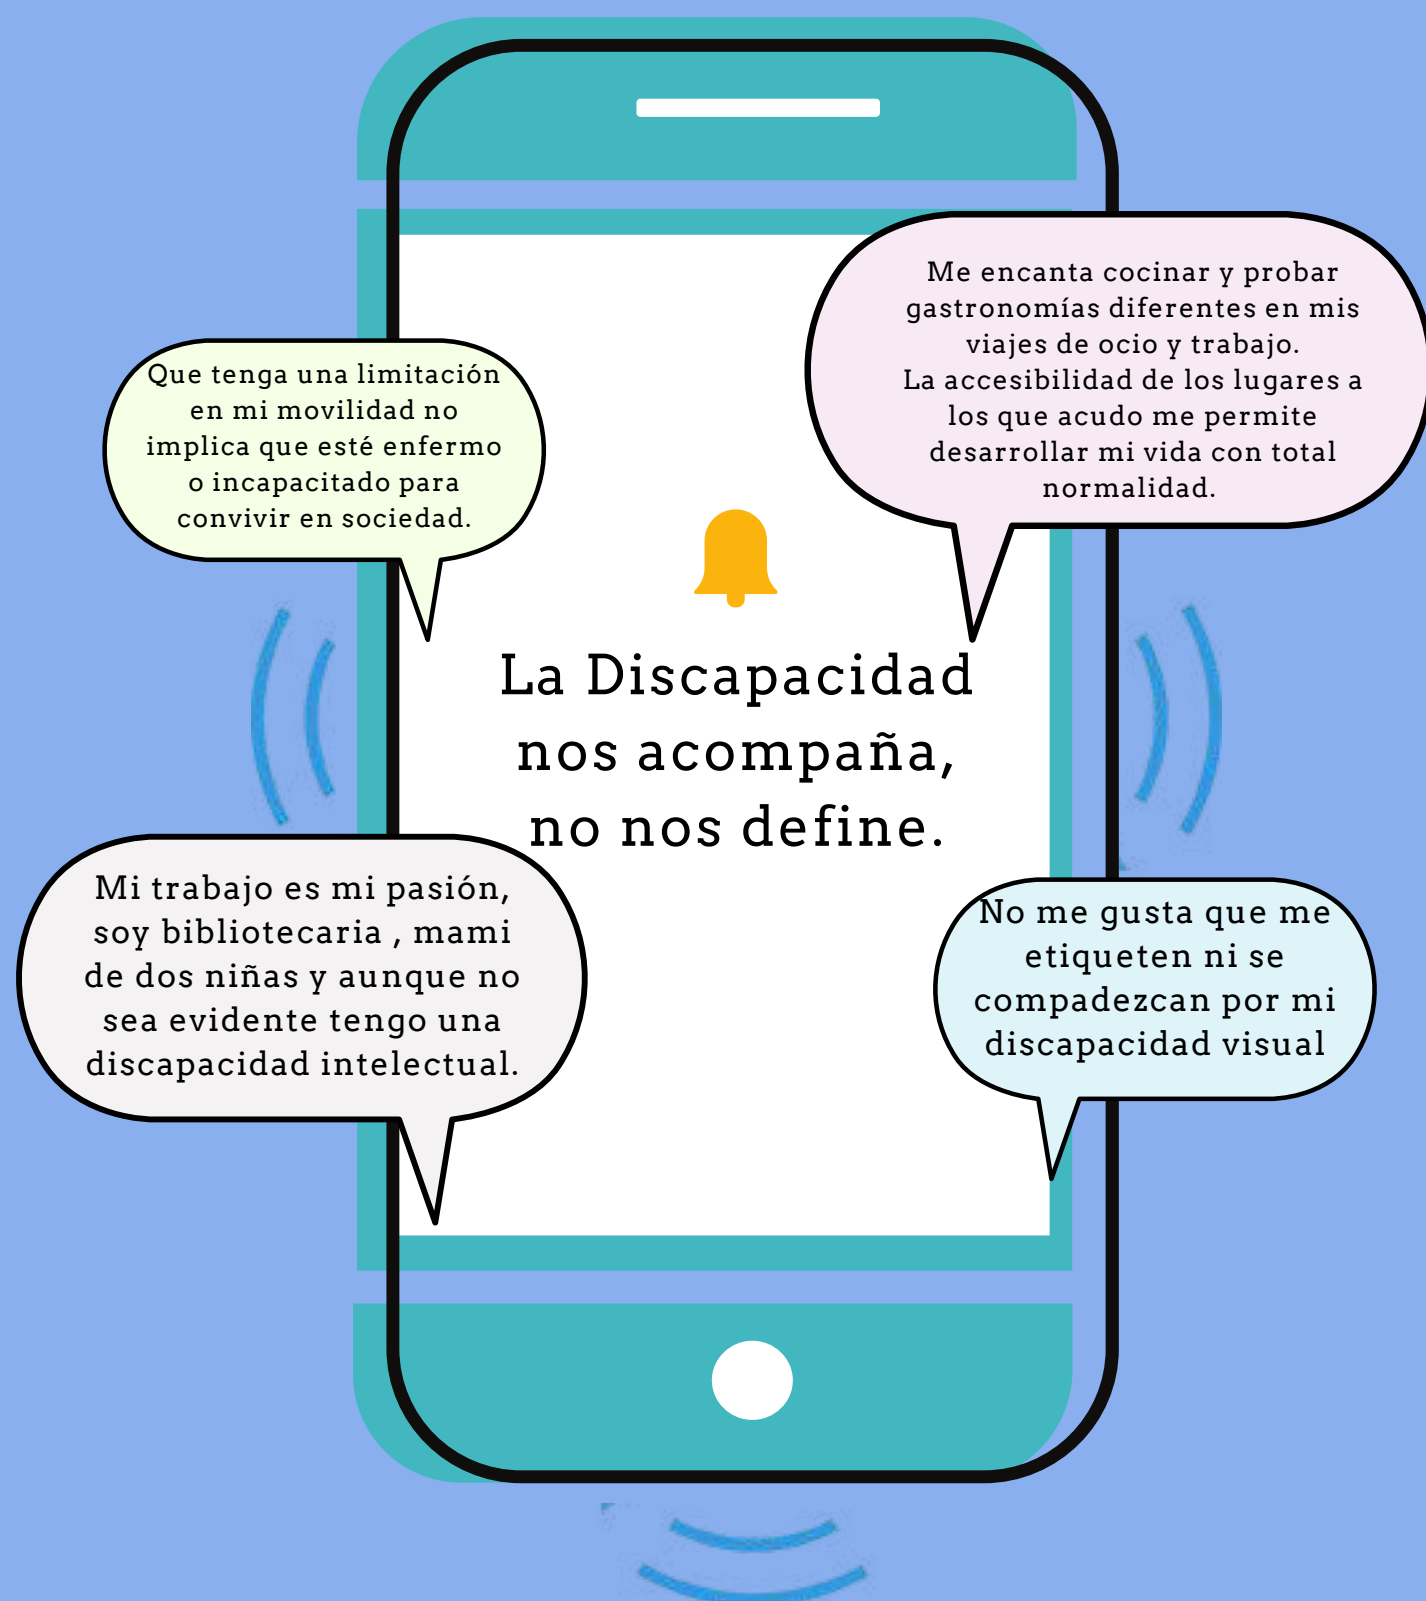 Me encanta cocinar y probar
gastronomías diferentes en mis
viajes de ocio y trabajo.
La accesibilidad de los lugares a
los que acudo me permite
desarrollar mi vida con total
normalidad.
Que tenga una limitación
en mi movilidad no
implica que esté enfermo
o incapacitado para
convivir en sociedad.
La Discapacidad
nos acompaña,
no nos define.
Mi trabajo es mi pasión,
soy bibliotecaria , mami
de dos niñas y aunque no
sea evidente tengo una
discapacidad intelectual.
No me gusta que me
etiqueten ni se
compadezcan por mi
discapacidad visual